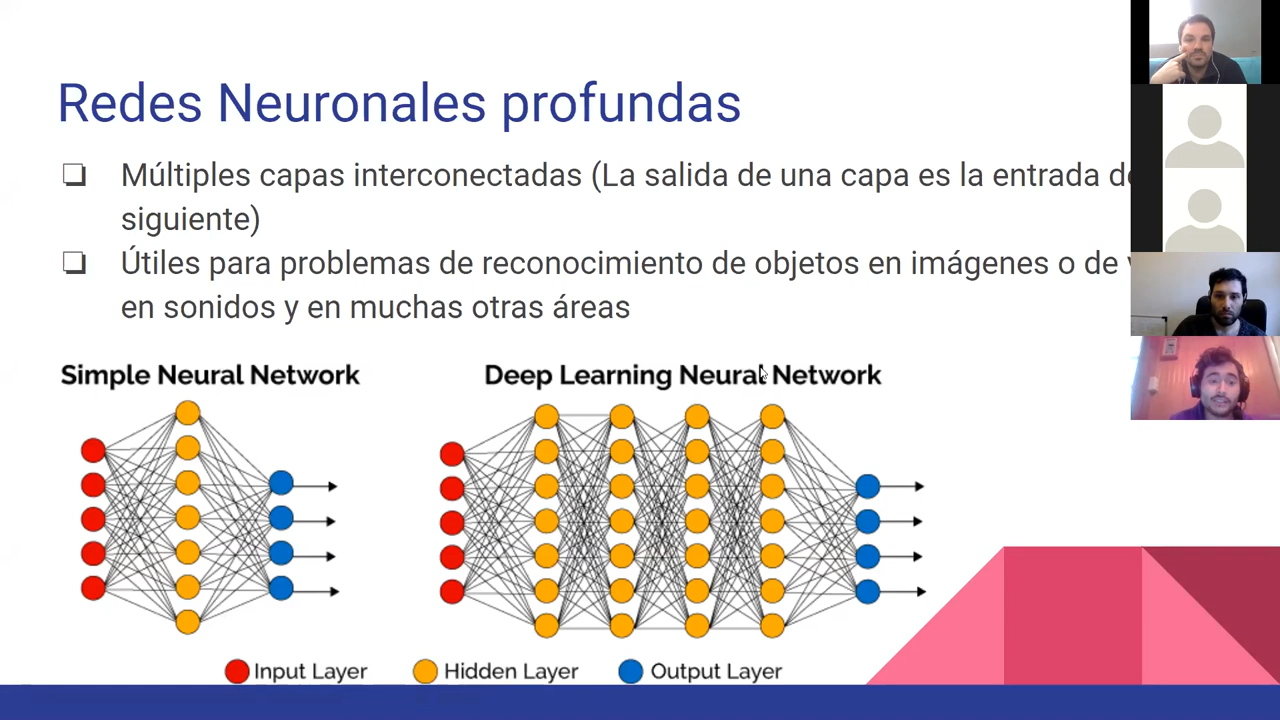 Redes Neuronales profundas
❏ Múltiples capas interconectadas (La salida de una capa es la entrada
siguiente)
❏ Útiles para problemas de reconocimiento de objetos en imágenes o de
en sonidos y en muchas otras áreas
Simple Neural Network
Deep Learning Neural Network
Input Layer
Hidden Layer
Output Layer